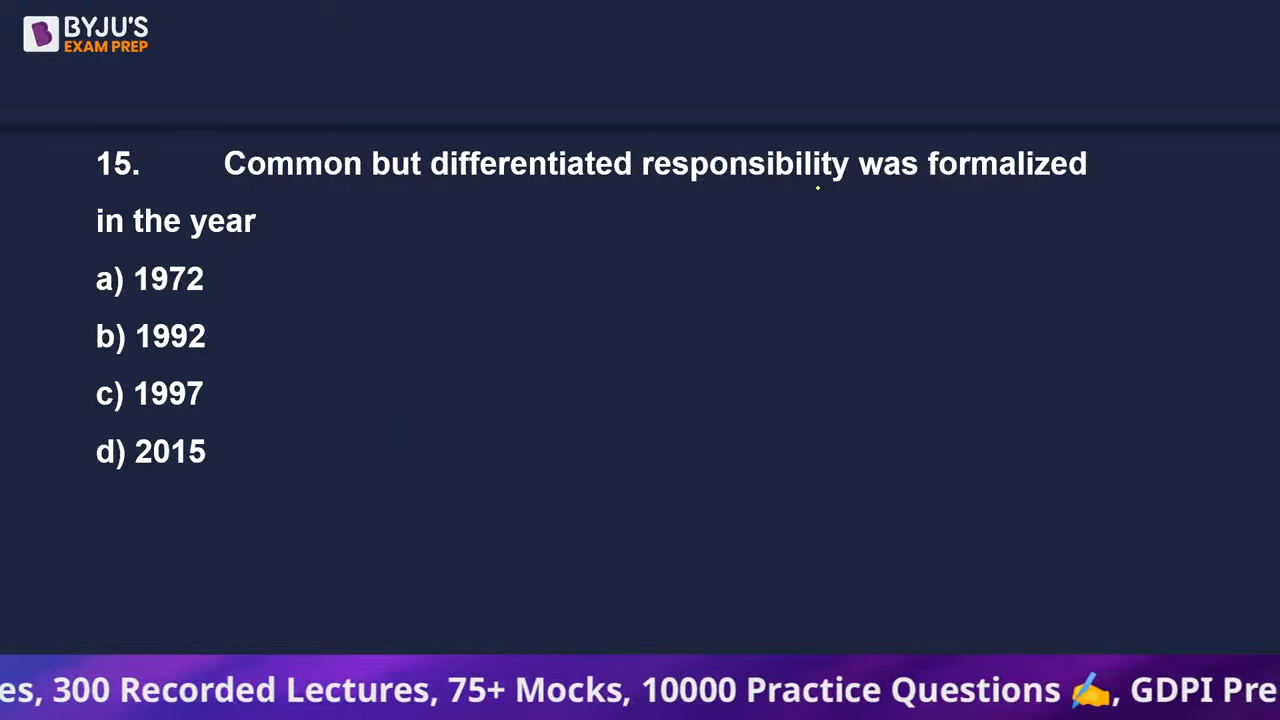 BYJU'S
EXAM PREP
15. Common but differentiated responsibility was formalized
in the year
a) 1972
b) 1992
c) 1997
d) 2015
es, 300 Recorded Lectures, 75+ Mocks, 10000 Practice Questions ✍️, GDPI Pre